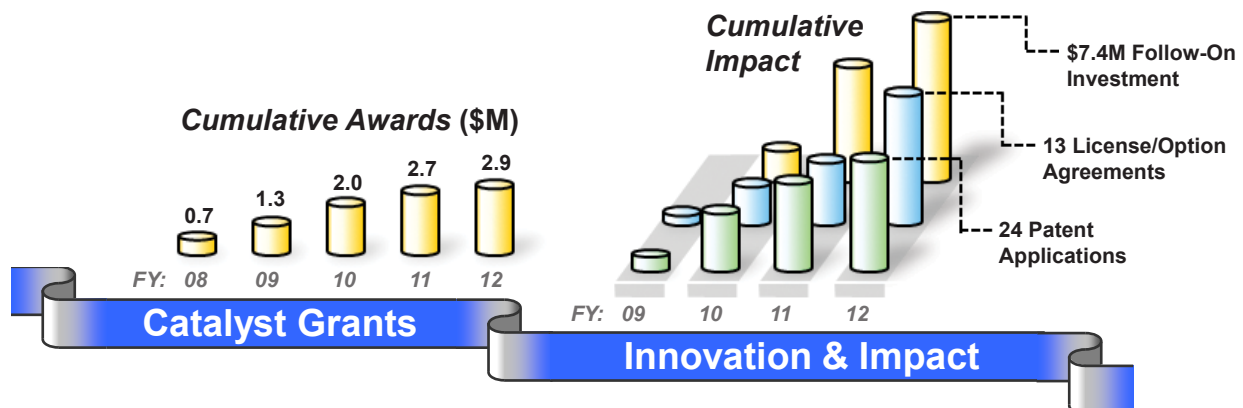 Cumulative Awards ($M)
0.7
1.3
2.0
2.7
2.9
FY: 08 09 10 11 12
Catalyst Grants
Cumulative
Impact
$7.4M Follow-On
Investment
13 License/Option
Agreements
24 Patent
Applications
FY: 09 10 11 12
Innovation & Impact